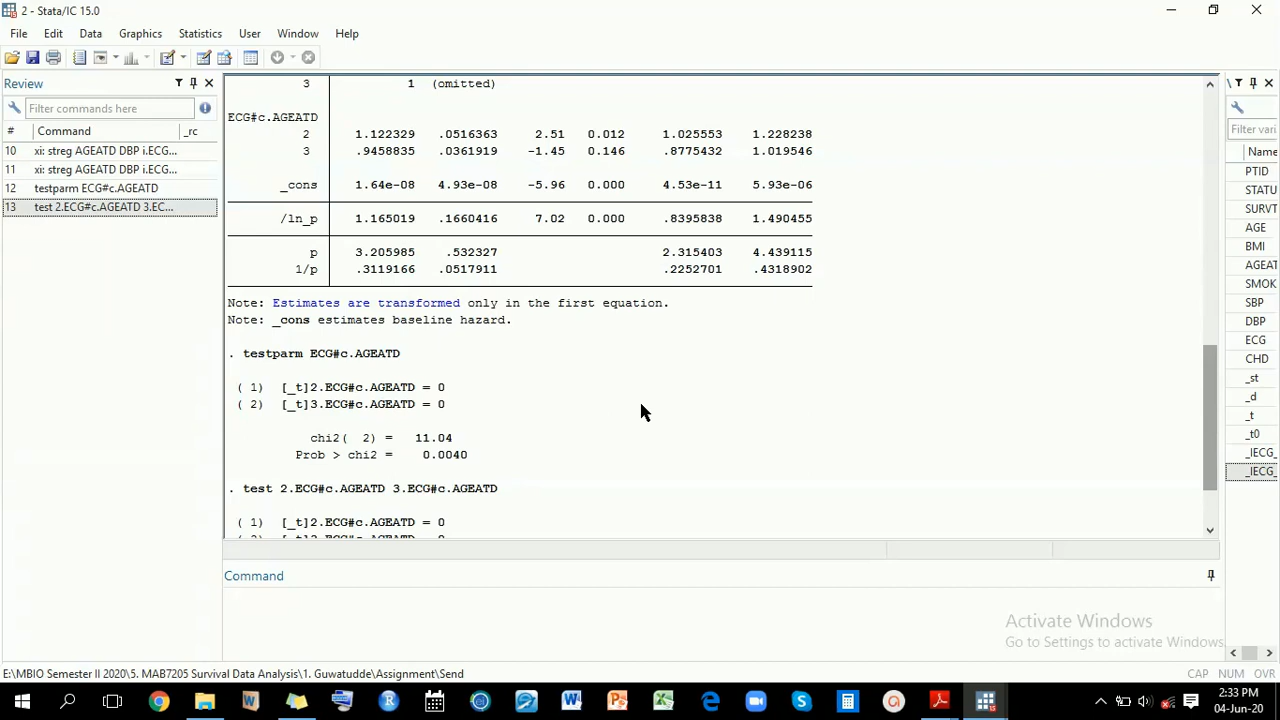 2 - Stata/IC 15.0
File Edit Data Graphics Statistics User Window Help
Review
Filter commands here
# Command _rc
10 xi: streg AGEATD DBP i.ECG...
11 xi: streg AGEATD DBP i.ECG...
12 testparm ECG#c.AGEATD
13 test 2.ECG#c.AGEATD 3.EC...
3 1 (omitted)
ECG#c.AGEATD
2 1.122329 .0516363 2.51 0.012 1.025553 1.228238
3 .9458835 .0361919 -1.45 0.146 .8775432 1.019546
_cons 1.64e-08 4.93e-08 -5.96 0.000 4.53e-11 5.93e-06
/ln_p 1.165019 .1660416 7.02 0.000 .8395838 1.490455
p 3.205985 .532327 2.315403 4.439115
1/p .3119166 .0517911 .2252701 .4318902
Note: Estimates are transformed only in the first equation.
Note: _cons estimates baseline hazard.
. testparm ECG#c.AGEATD
( 1) [_t]2.ECG#c.AGEATD = 0
( 2) [_t]3.ECG#c.AGEATD = 0
chi2( 2) = 11.04
Prob > chi2 = 0.0040
. test 2.ECG#c.AGEATD 3.ECG#c.AGEATD
( 1) [_t]2.ECG#c.AGEATD = 0
Command
Filter vari
Name
PTID
STATU
SURVT
AGE
BMI
AGEAT
SMOK
SBP
DBP
ECG
CHD
_st
_d
_t
_t0
_IECG_
_IECG_
Activate Windows
Go to Settings to activate Windows.
E:\MBIO Semester II 2020\5. MAB7205 Survival Data Analysis\1. Guwatudde\Assignment\Send
CAP NUM OVR
2:33 PM
04-Jun-20